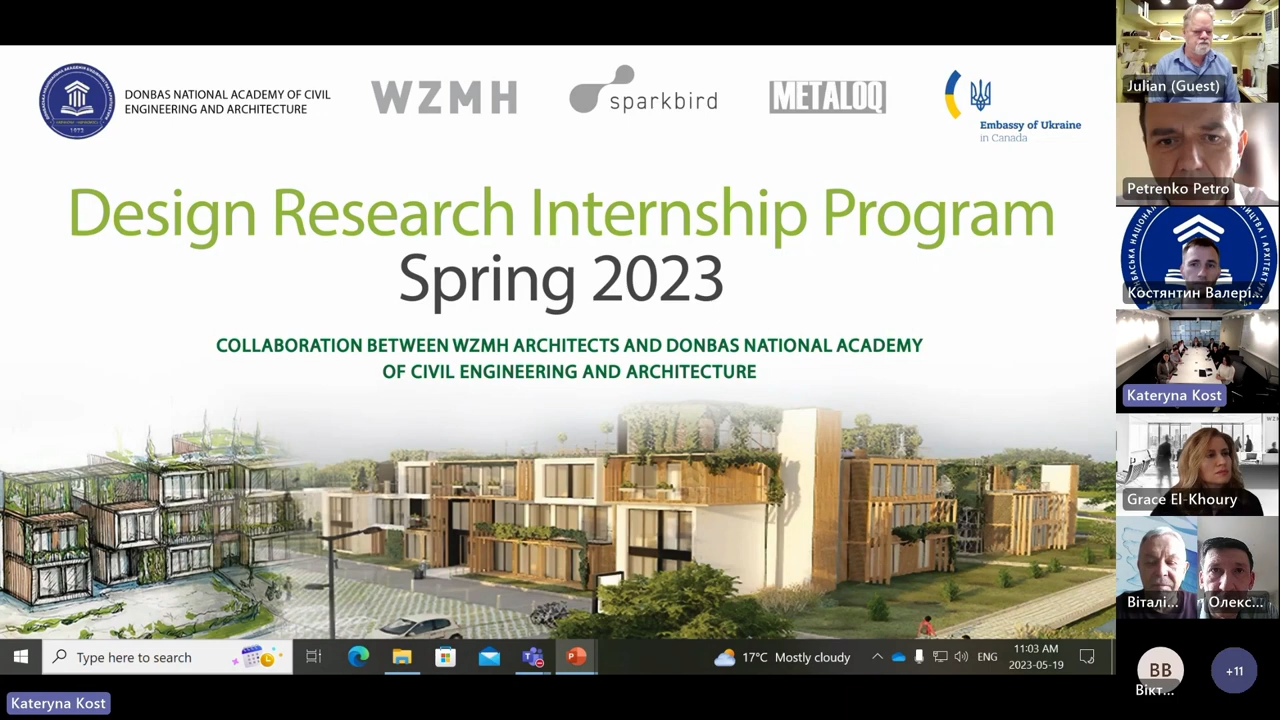 DONBAS NATIONAL ACADEMY OF CIVIL
ENGINEERING AND ARCHITECTURE
1972
WZMH
sparkbird
METALOQ
Embassy of Ukraine
in Canada
Design Research Internship Program
Spring 2023
COLLABORATION BETWEEN WZMH ARCHITECTS AND DONBAS NATIONAL ACADEMY
OF CIVIL ENGINEERING AND ARCHITECTURE
Type here to search
17°C Mostly cloudy
ENG
11:03 AM
2023-05-19
Kateryna Kost
Julian (Guest)
Petrenko Petro
Костянтин Валері...
Kateryna Kost
Grace El-Khoury
Віталі...
Олекс...
BB
Вікт...
+11